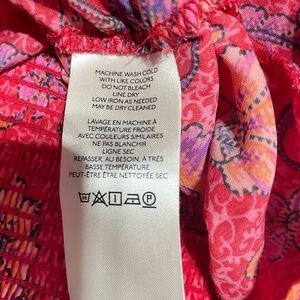 MACHINE WASH COLD
WITH LIKE COLORS
DO NOT BLEACH
LINE DRY
LOW IRON AS NEEDED
MAY BE DRY CLEANED
LAVAGE EN MACHINE À
TEMPÉRATURE FROIDE
AVEC COULEURS SIMILAIRES
NE PAS BLANCHIR
LIGNE SEC
REPASSER, AU BESOIN, À TRÈS
BASSE TEMPÉRATURE
PEUT-ÊTRE ÊTRE NETTOYÉE SEC